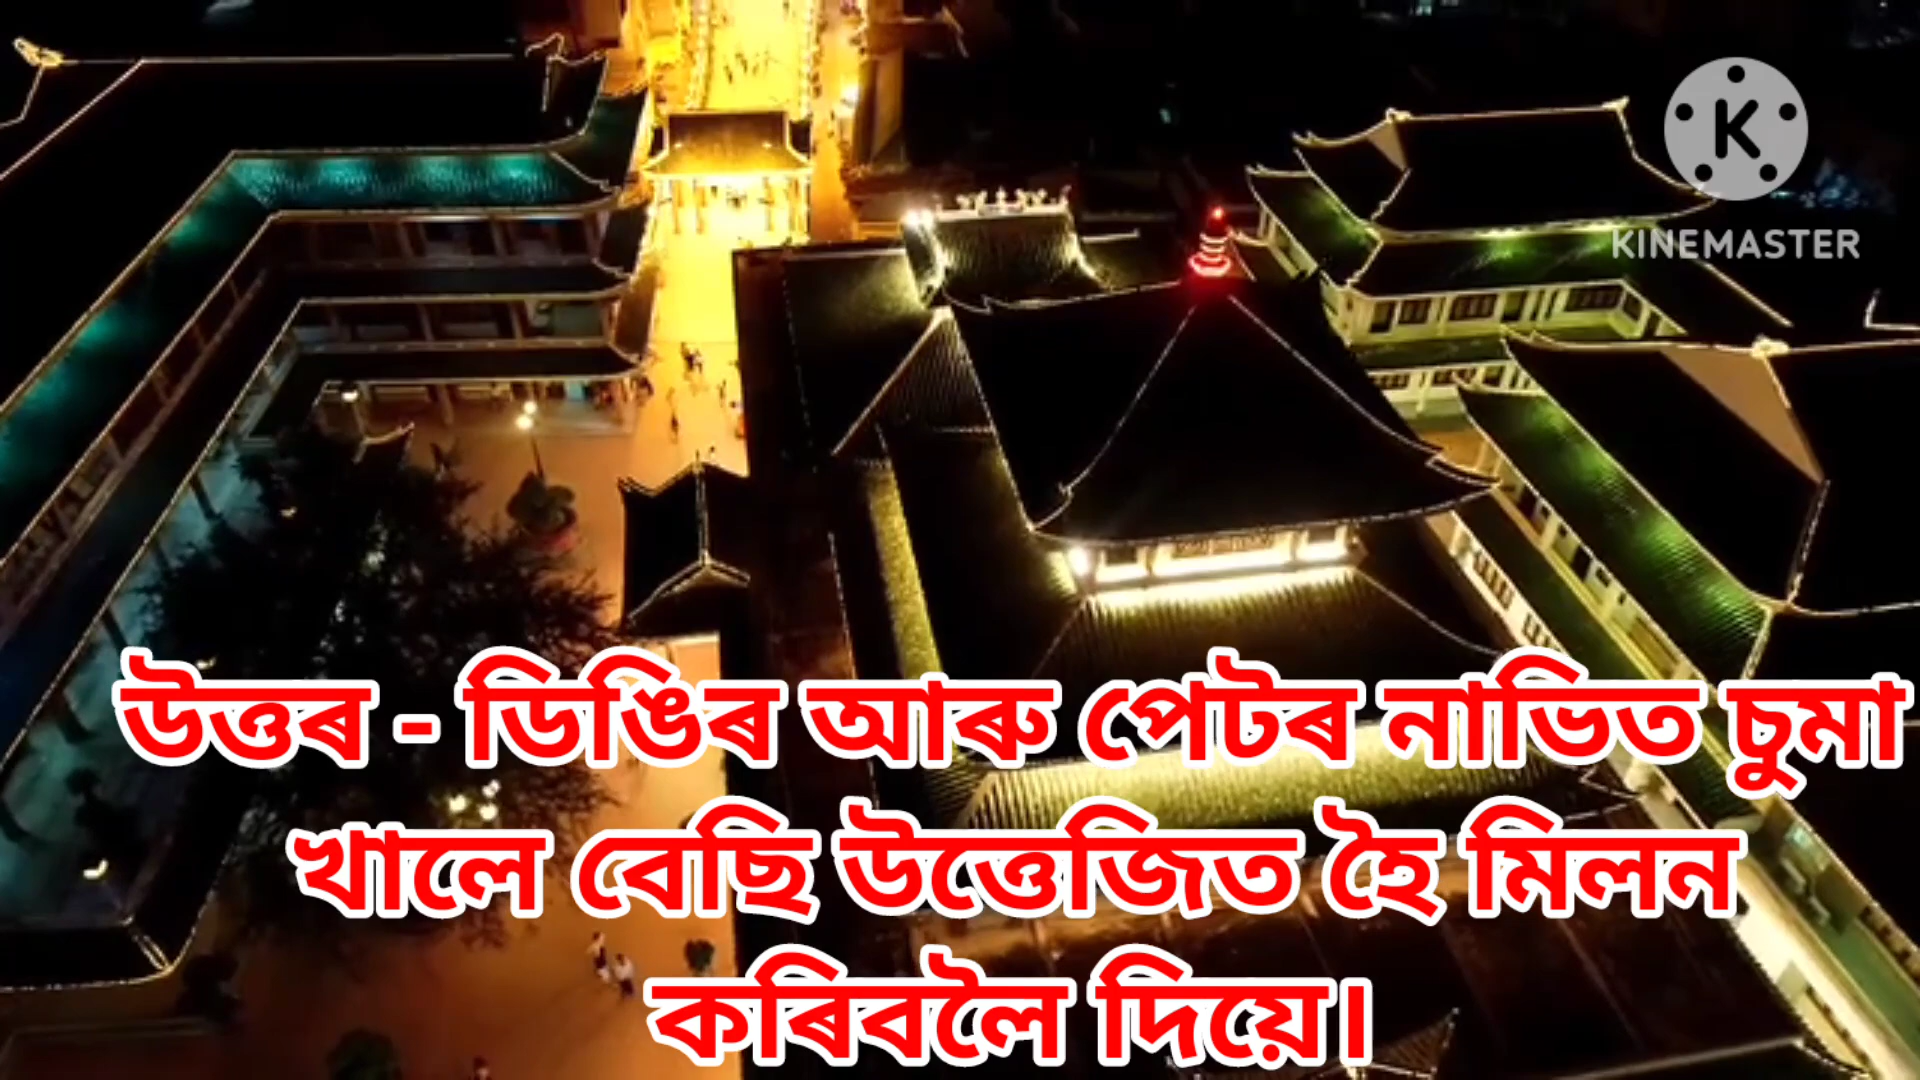 KINEMASTER
উত্তৰ - ডিঙিৰ আৰু পেটৰ নাভিত চুমা
খালে বেছি উত্তেজিত হৈ মিলন
কৰিবলৈ দিয়ে।